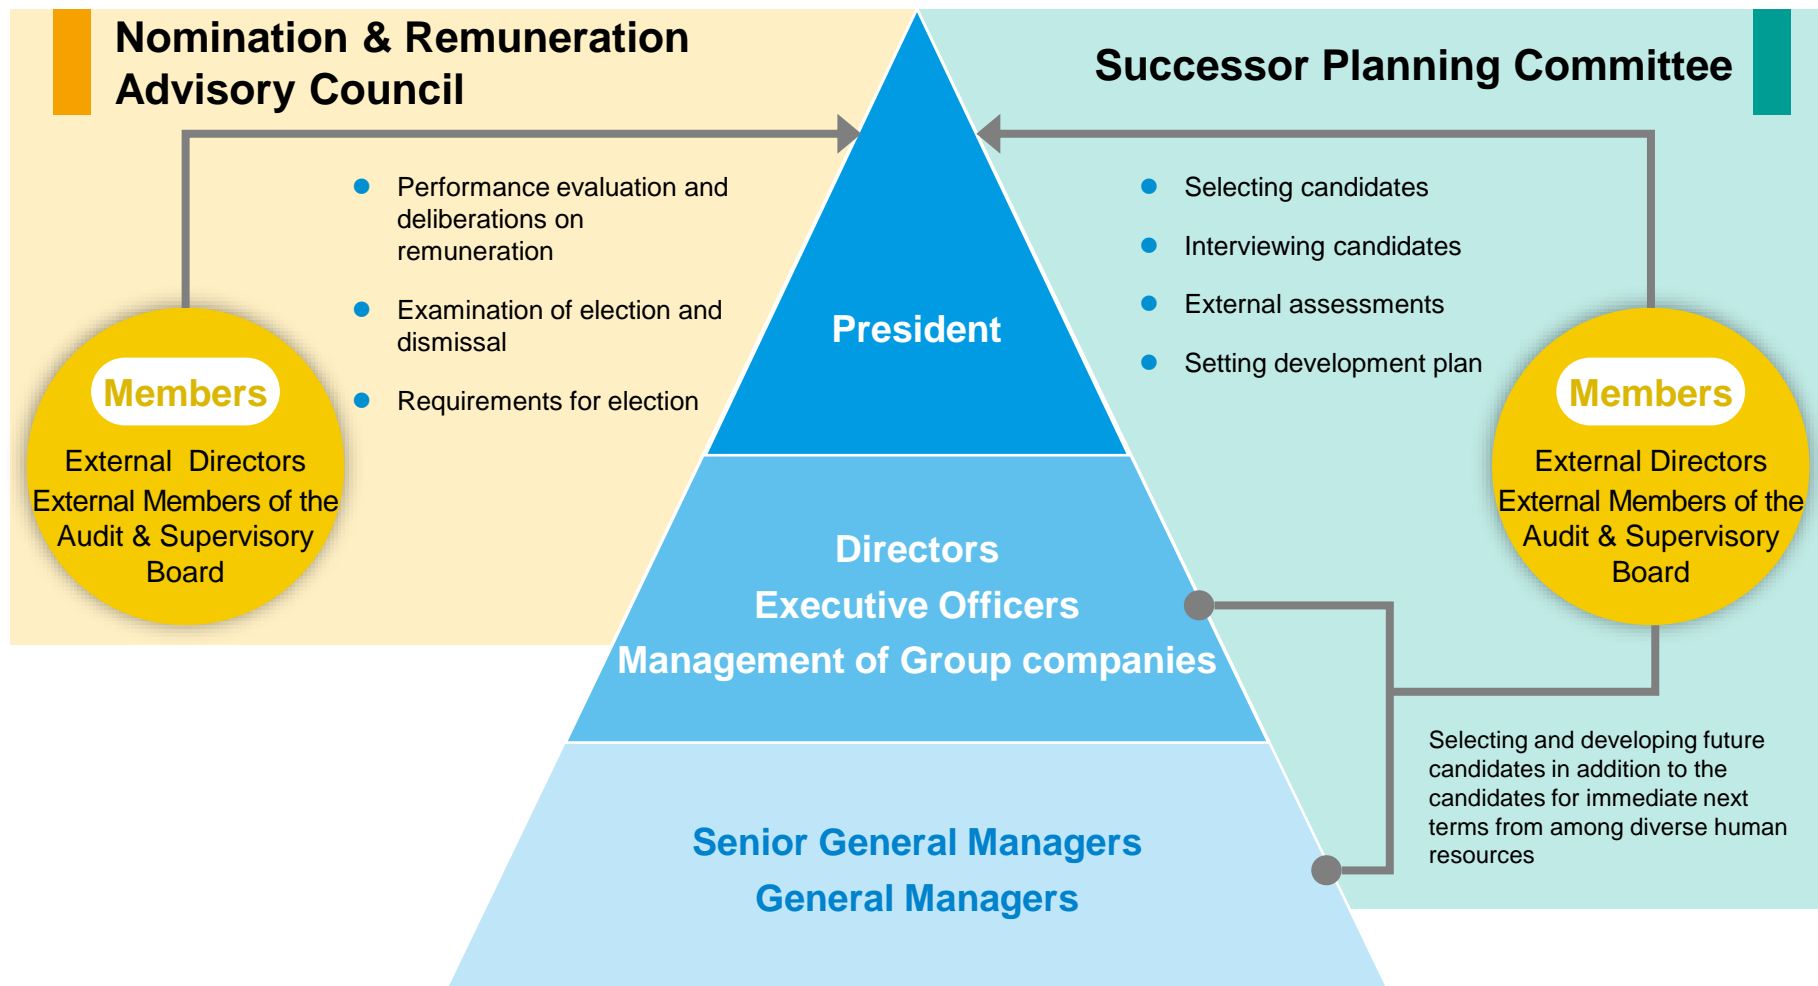 Nomination & Remuneration
Advisory Council
Performance evaluation and
deliberations on
remuneration
Examination of election and
dismissal
Requirements for election
Members
External Directors
External Members of the
Audit & Supervisory
Board
President
Directors
Executive Officers
Management of Group companies
Senior General Managers
General Managers
Successor Planning Committee
Selecting candidates
Interviewing candidates
External assessments
Setting development plan
Members
External Directors
External Members of the
Audit & Supervisory
Board
Selecting and developing future
candidates in addition to the
candidates for immediate next
terms from among diverse human
resources